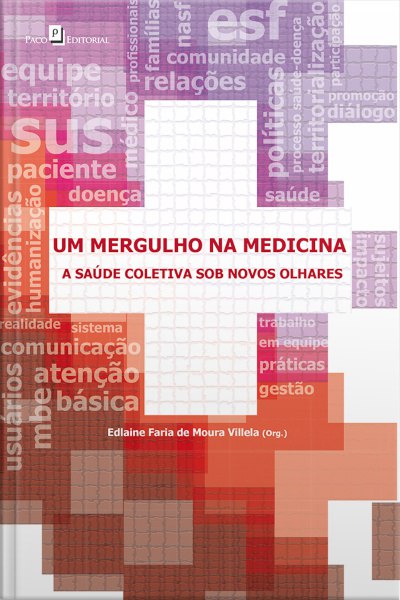 PACO EDITORIAL
profissionais
famílias
nasf
esf
territorialização
participação
comunidade
relações
equipe
território
médico
políticas
processo saúde-doença
promoção
diálogo
sus
paciente
doença
saúde
evidências
humanização
UM MERGULHO NA MEDICINA
A SAÚDE COLETIVA SOB NOVOS OLHARES
sujeitos
impacto
realidade
sistema
trabalho
em equipe
comunicação
usuários
mbe
atenção
básica
práticas
gestão
Edlaine Faria de Moura Villela (Org.)